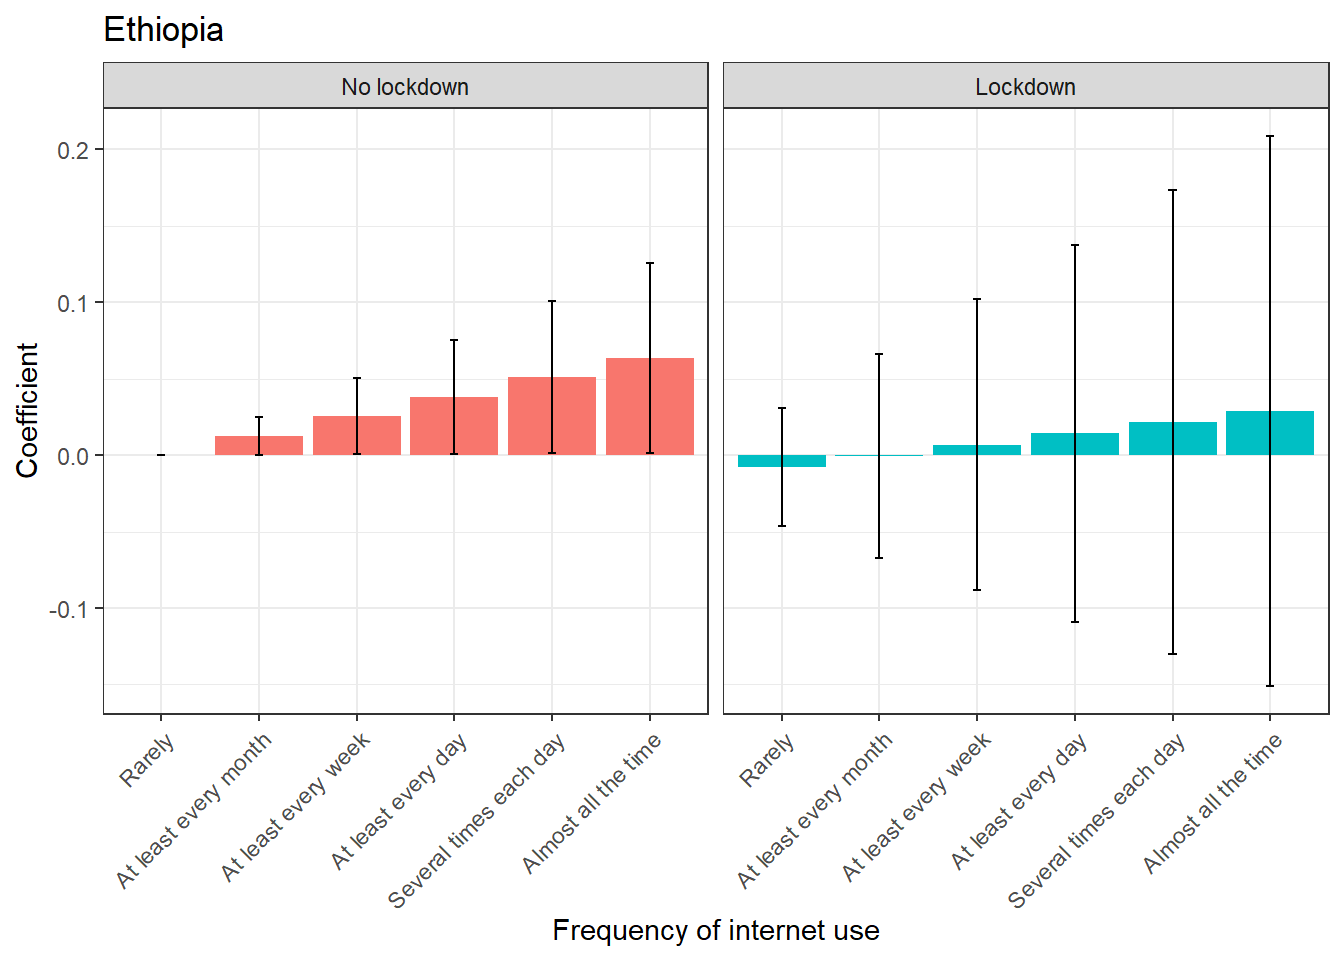 Ethiopia
No lockdown
Lockdown
Coefficient
0.2
0.1
0.0
-0.1
Rarely
At least every month
At least every week
At least every day
Several times each day
Almost all the time
Rarely
At least every month
At least every week
At least every day
Several times each day
Almost all the time
Frequency of internet use